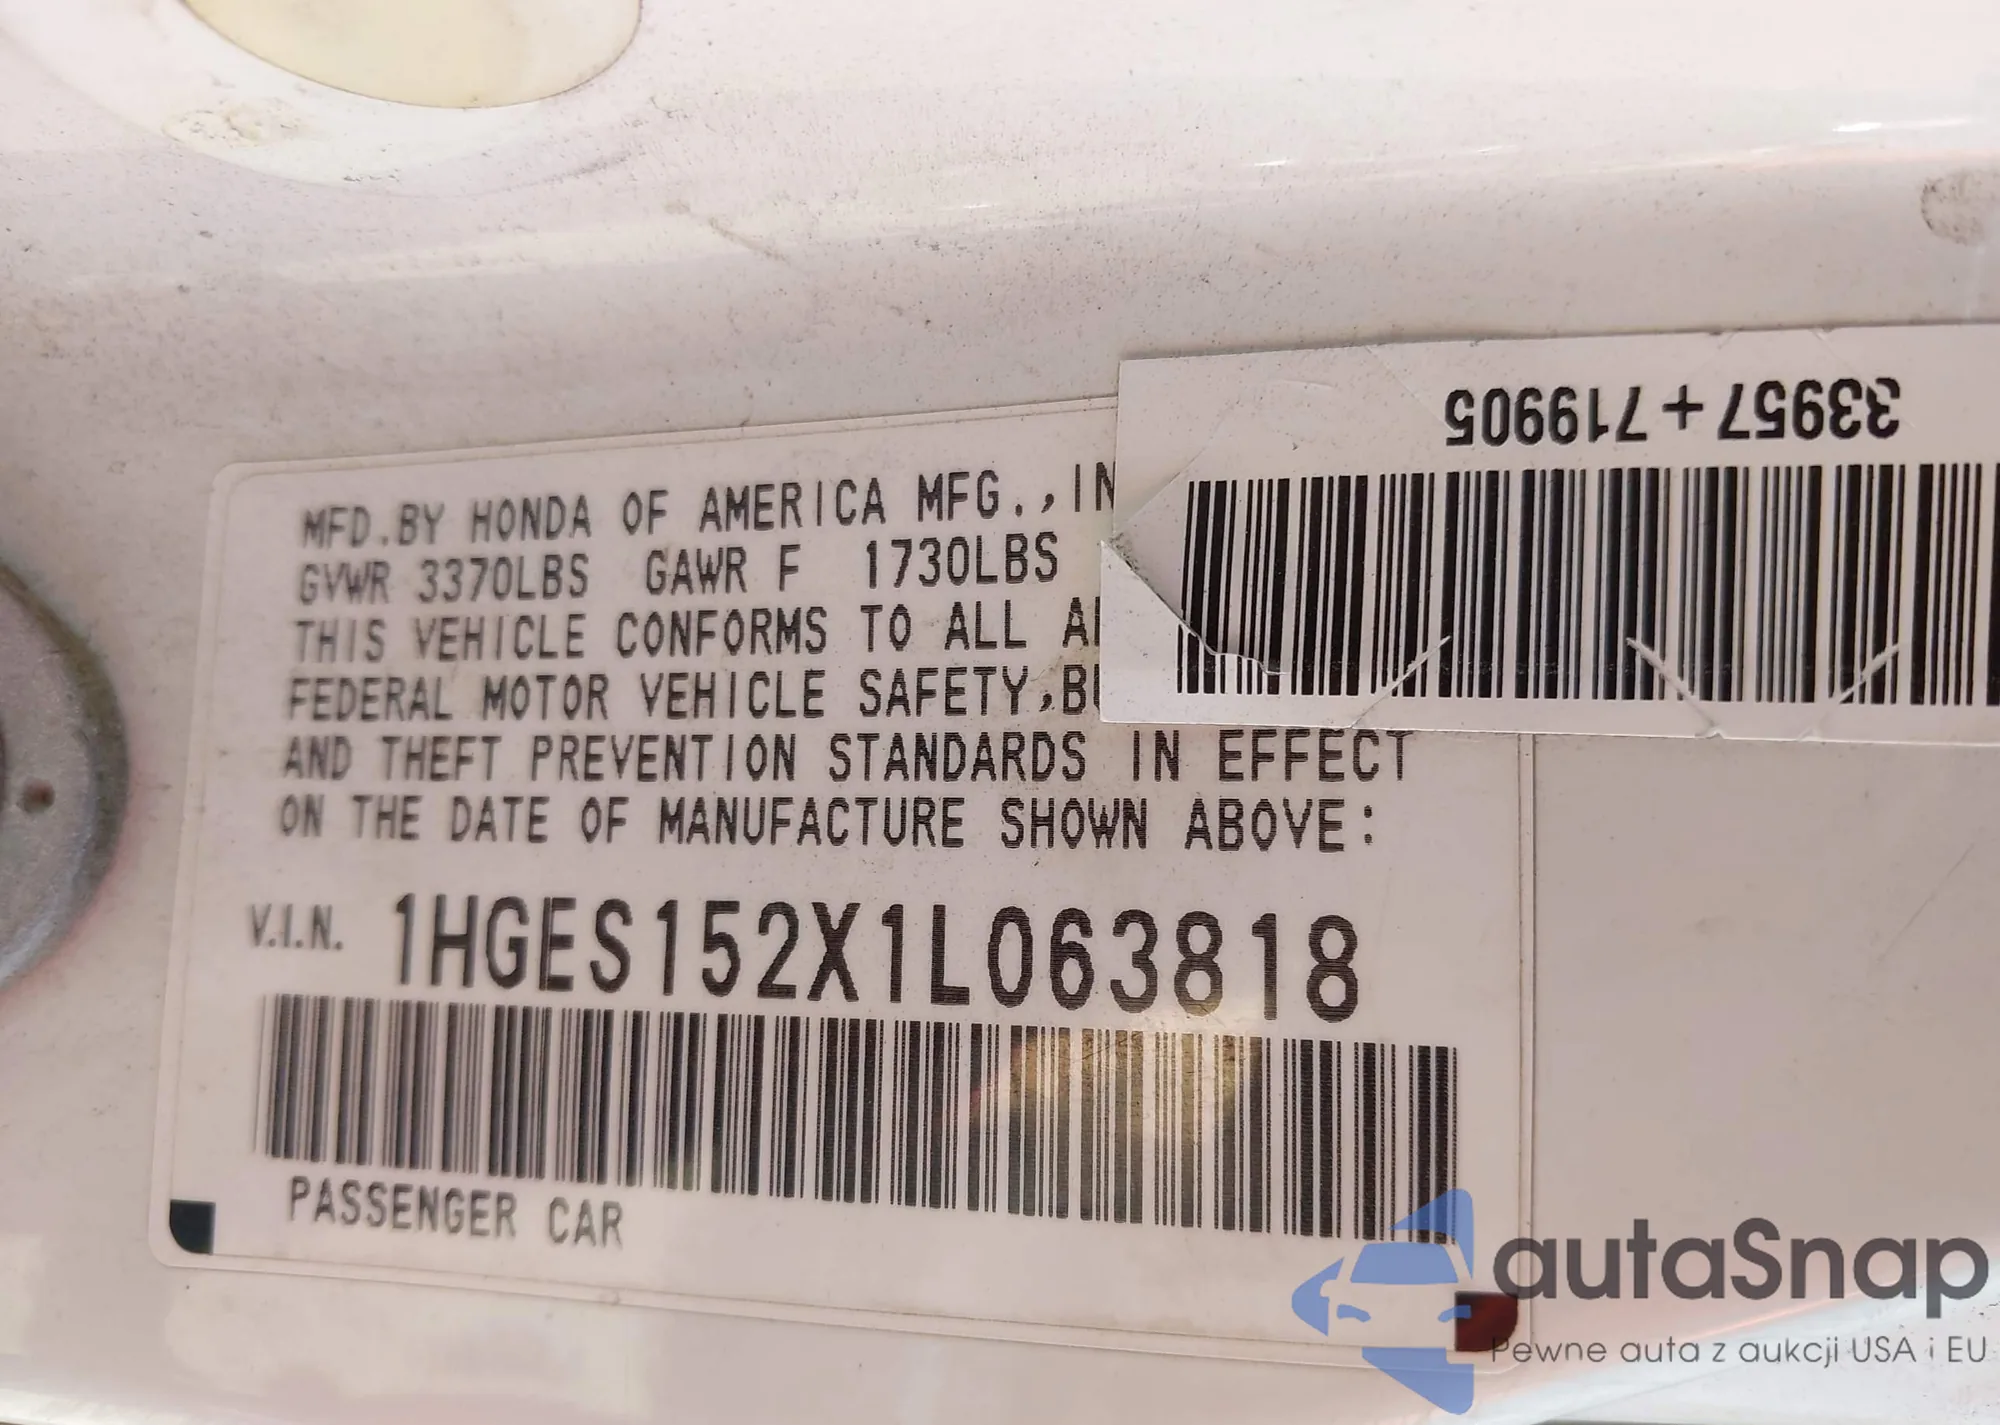 33957+719905
MFD.BY HONDA OF AMERICA MFG.,IN
GVWR 3370LBS GAWR F 1730LBS
THIS VEHICLE CONFORMS TO ALL
FEDERAL MOTOR VEHICLE SAFETY,
AND THEFT PREVENTION STANDARDS IN EFFECT
ON THE DATE OF MANUFACTURE SHOWN ABOVE:
V.I.N. 1HGES152X1L063818
PASSENGER CAR
autaSnap
Pewne auta z aukcji USA i EU